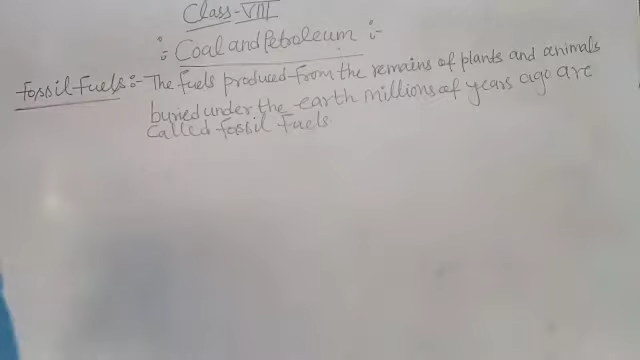 Class-VIII
:- Coal and Petroleum :-
fossil fuels :- The fuels produced from the remains of plants and animals
buried under the earth millions of years ago are
called fossil fuels